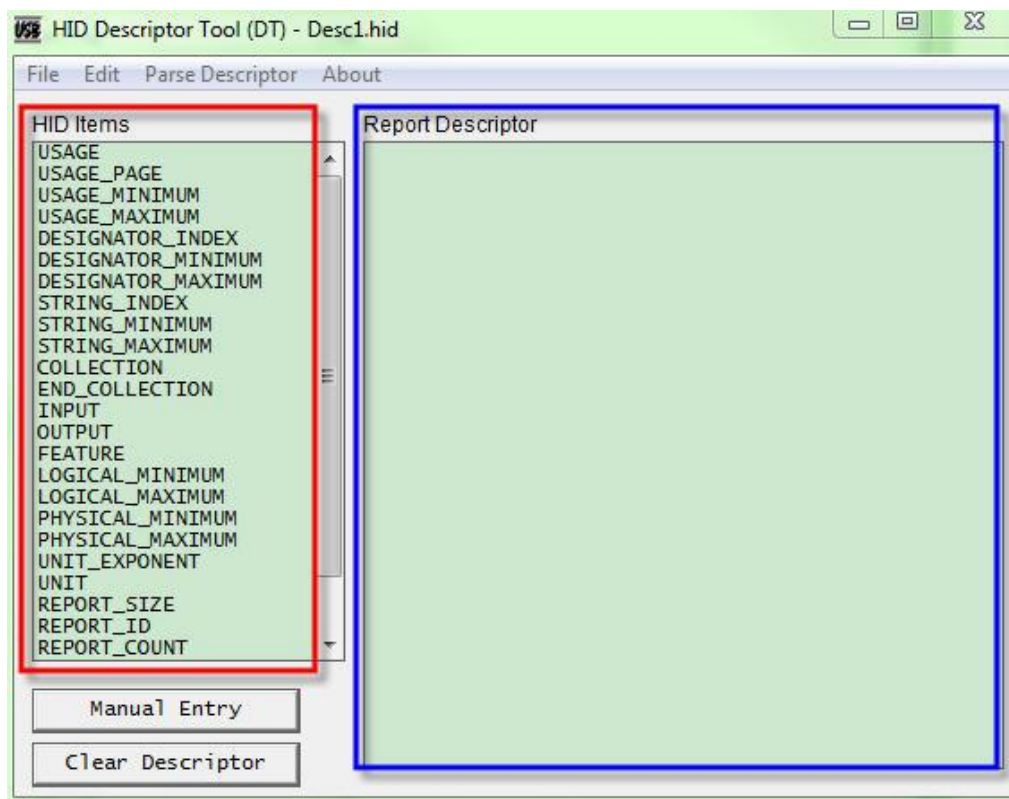 USB HID Descriptor Tool (DT) - Desc1.hid
File Edit Parse Descriptor About
HID Items
USAGE
USAGE_PAGE
USAGE_MINIMUM
USAGE_MAXIMUM
DESIGNATOR_INDEX
DESIGNATOR_MINIMUM
DESIGNATOR_MAXIMUM
STRING_INDEX
STRING_MINIMUM
STRING_MAXIMUM
COLLECTION
END_COLLECTION
INPUT
OUTPUT
FEATURE
LOGICAL_MINIMUM
LOGICAL_MAXIMUM
PHYSICAL_MINIMUM
PHYSICAL_MAXIMUM
UNIT_EXPONENT
UNIT
REPORT_SIZE
REPORT_ID
REPORT_COUNT
Manual Entry
Clear Descriptor
Report Descriptor